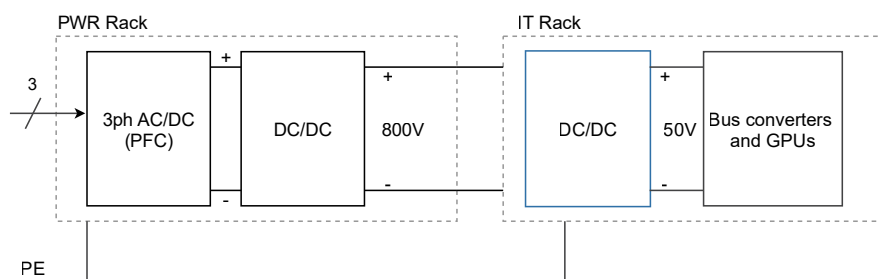 PWR Rack
IT Rack
3
3ph AC/DC
(PFC)
+
-
DC/DC
+
800V
-
DC/DC
+
50V
-
Bus converters
and GPUs
PE